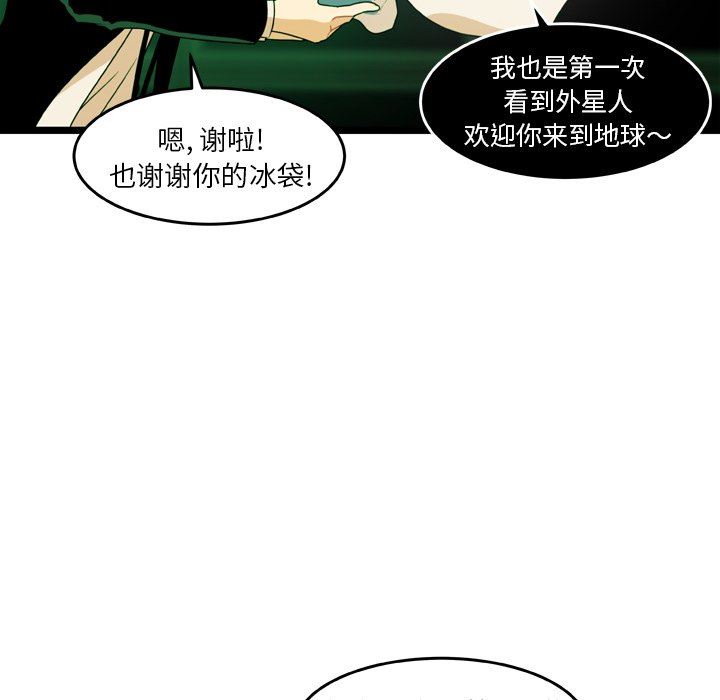 我也是第一次
看到外星人
欢迎你来到地球～
嗯, 谢啦!
也谢谢你的冰袋!